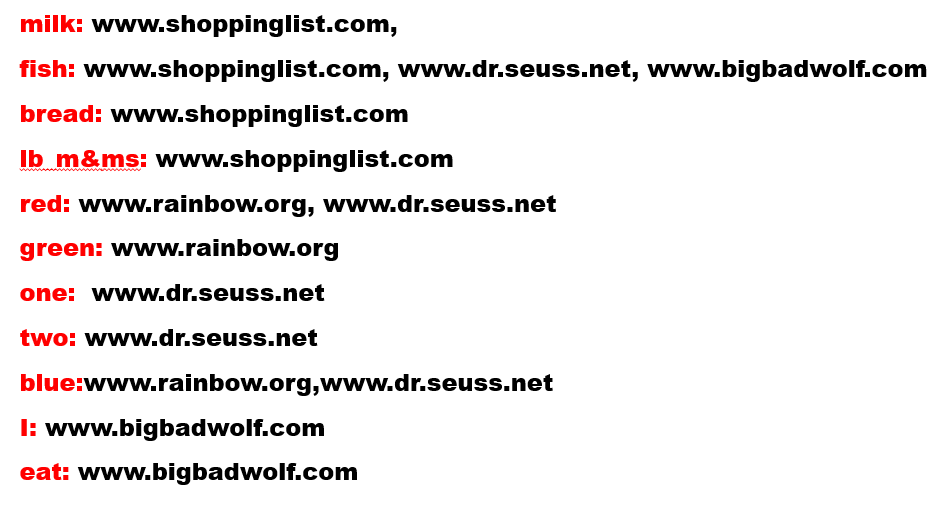 milk: www.shoppinglist.com,
fish: www.shoppinglist.com, www.dr.seuss.net, www.bigbadwolf.com
bread: www.shoppinglist.com
lb_m&ms: www.shoppinglist.com
red: www.rainbow.org, www.dr.seuss.net
green: www.rainbow.org
one:  www.dr.seuss.net
two: www.dr.seuss.net
blue:www.rainbow.org,www.dr.seuss.net
I: www.bigbadwolf.com
eat: www.bigbadwolf.com